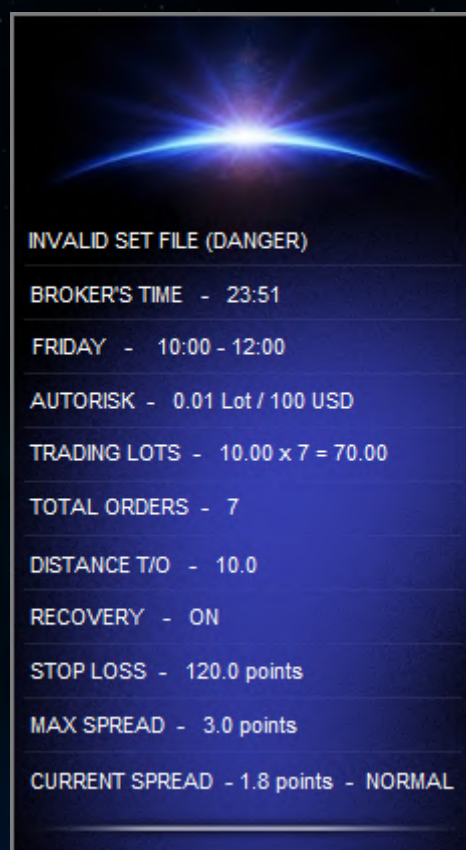 INVALID SET FILE (DANGER)
BROKER'S TIME - 23:51
FRIDAY - 10:00 - 12:00
AUTORISK - 0.01 Lot / 100 USD
TRADING LOTS - 10.00 x 7 = 70.00
TOTAL ORDERS - 7
DISTANCE T/O - 10.0
RECOVERY - ON
STOP LOSS - 120.0 points
MAX SPREAD - 3.0 points
CURRENT SPREAD - 1.8 points - NORMAL